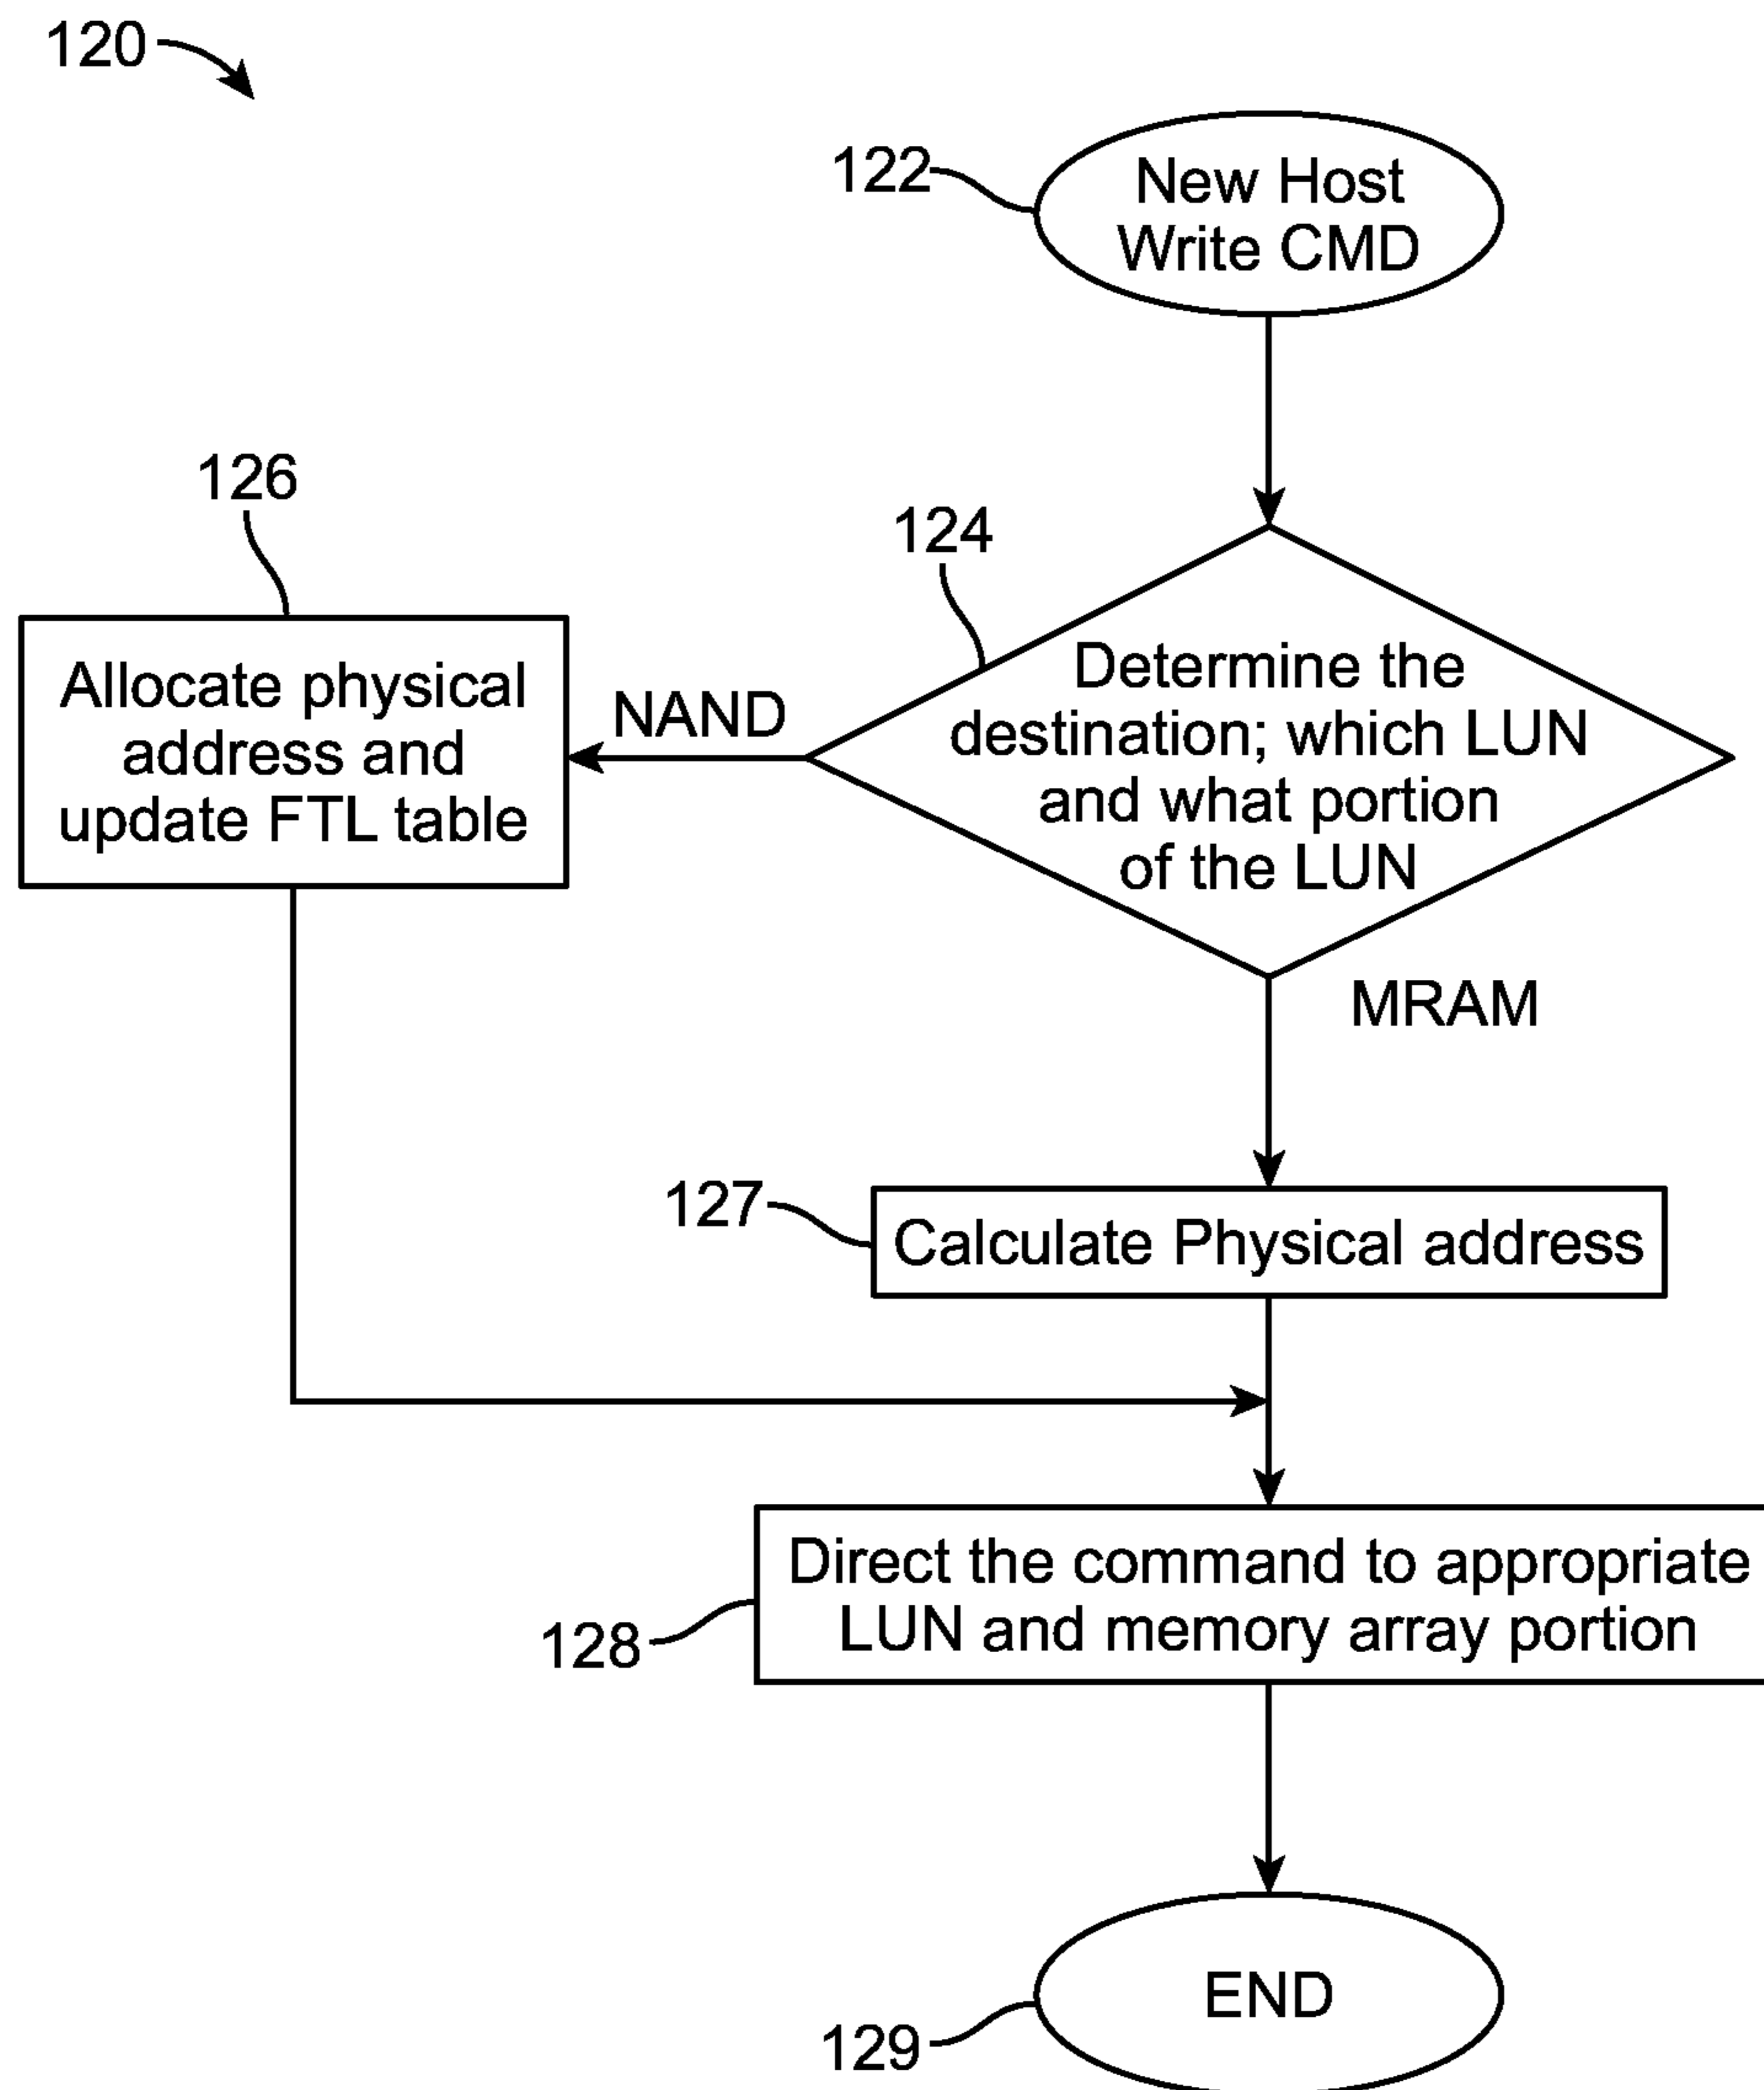 120
122
New Host
Write CMD
126
124
Allocate physical
address and
update FTL table
NAND
Determine the
destination; which LUN
and what portion
of the LUN
MRAM
127
Calculate Physical address
Direct the command to appropriate
LUN and memory array portion
128
END
129